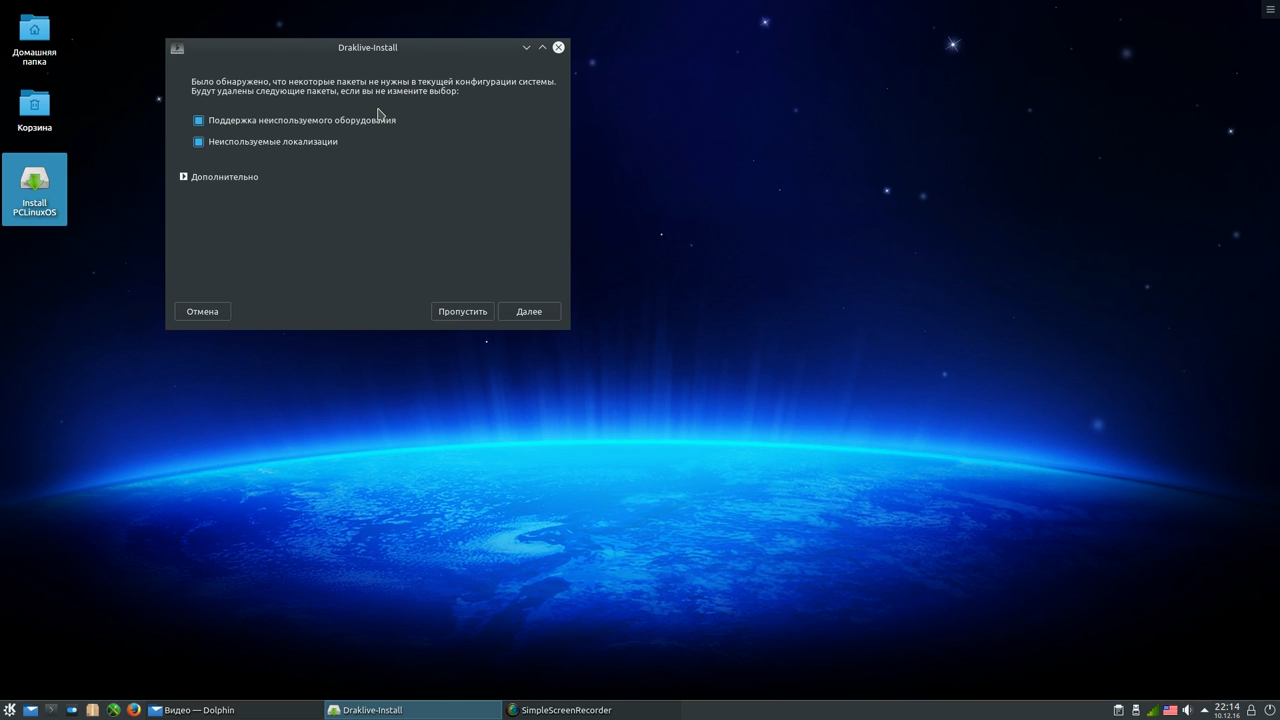 Домашняя
папка
Корзина
Install
PCLinuxOS
Draklive-Install
Было обнаружено, что некоторые пакеты не нужны в текущей конфигурации системы.
Будут удалены следующие пакеты, если вы не измените выбор:
Поддержка неиспользуемого оборудования
Неиспользуемые локализации
Дополнительно
Отмена
Пропустить
Далее
Видео — Dolphin
Draklive-Install
SimpleScreenRecorder
22:14
10.12.16